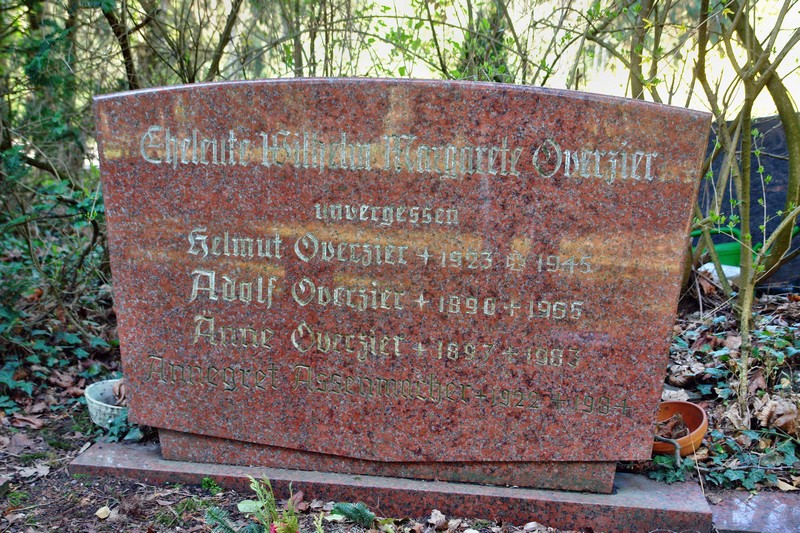 Eheleute Wilhelm Margarete Overzier
unvergessen
Helmut Overzier + 1923 1945
Adolf Overzier + 1890 + 1965
Anne Overzier + 1897 + 1983
Annegret Assenmacher + 1922 + 1984